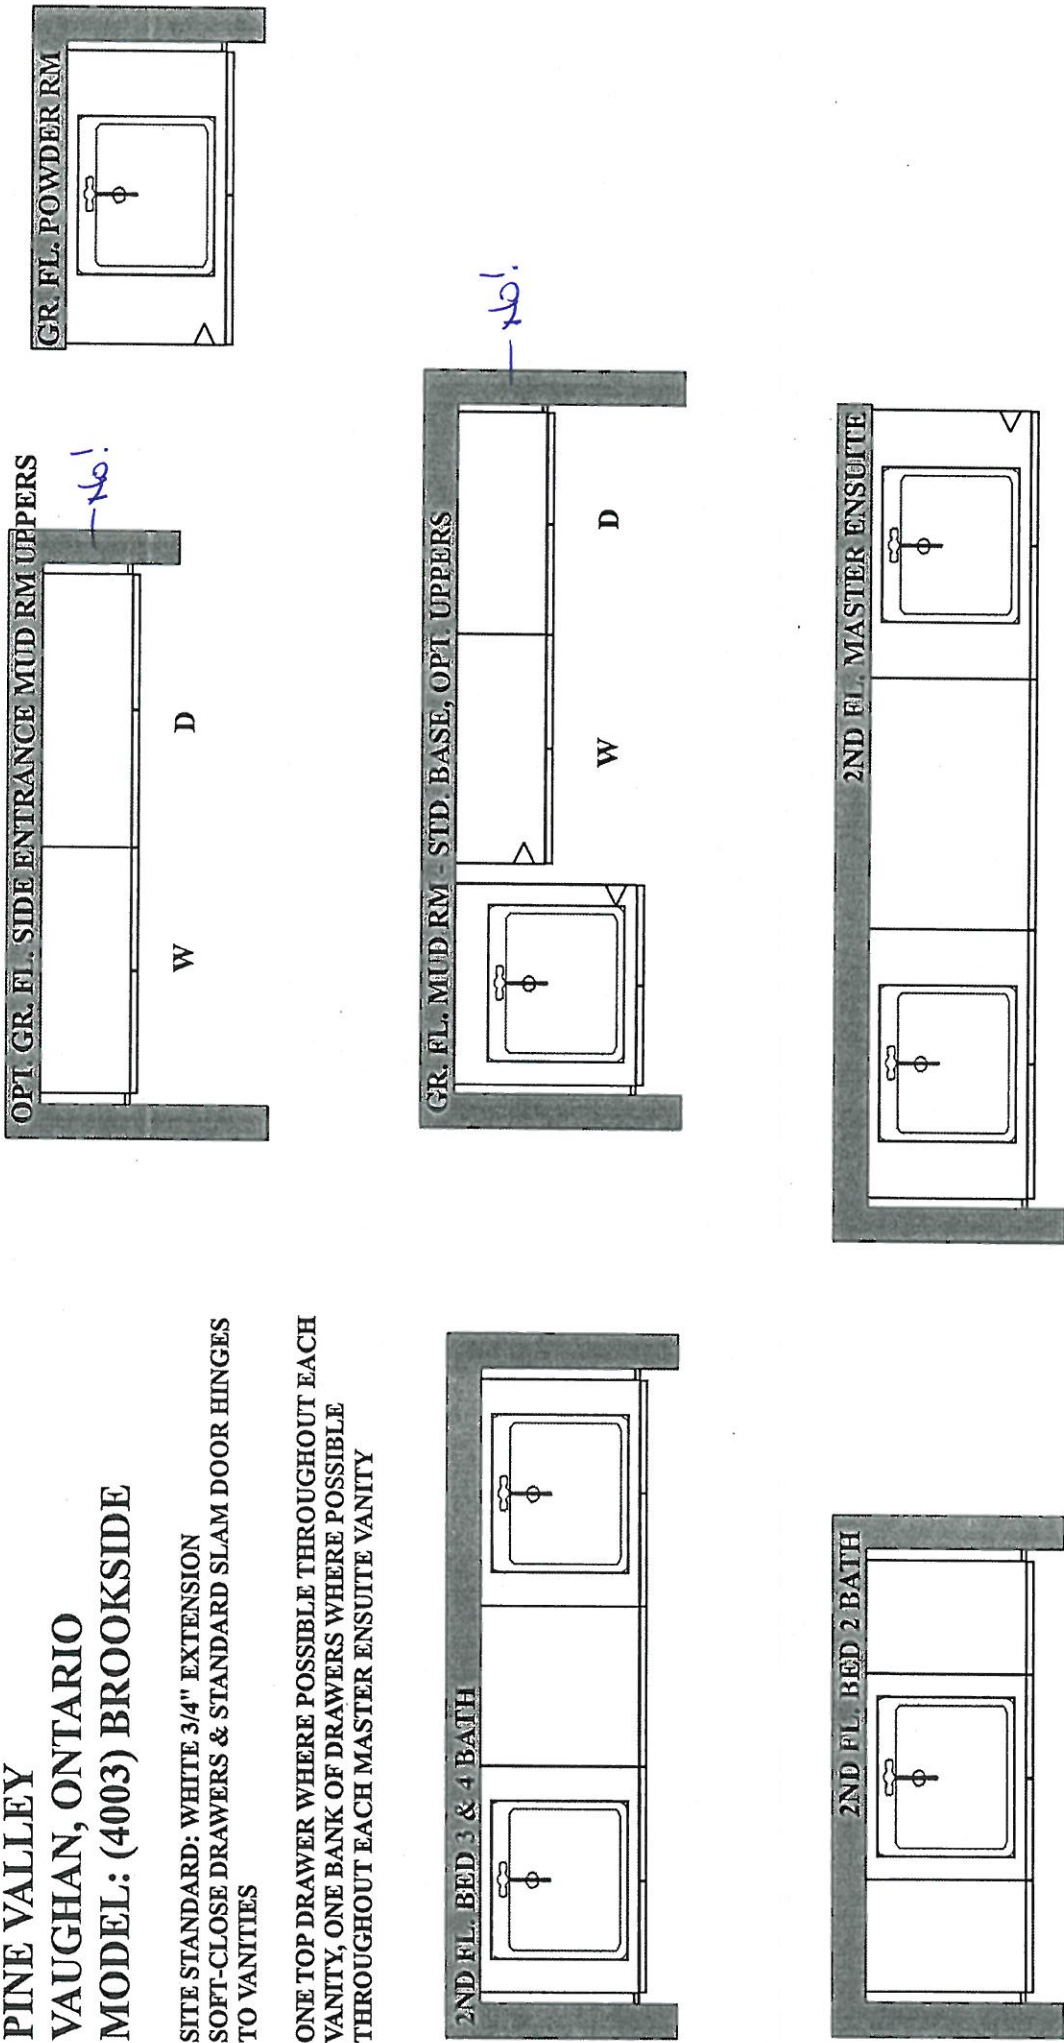 PINE VALLEY
VAUGHAN, ONTARIO
MODEL: (4003) BROOKSIDE
SITE STANDARD: WHITE 3/4" EXTENSION
SOFT-CLOSE DRAWERS & STANDARD SLAM DOOR HINGES
TO VANITIES
ONE TOP DRAWER WHERE POSSIBLE THROUGHOUT EACH
VANITY, ONE BANK OF DRAWERS WHERE POSSIBLE
THROUGHOUT EACH MASTER ENSUITE VANITY
OPT. GR. FL. SIDE ENTRANCE MUD RM UPPERS
W
D
No!
GR. FL. POWDER RM
2ND FL. BED 3 & 4 BATH
GR. FL. MUD RM - STD. BASE, OPT. UPPERS
W
D
No!
2ND FL. BED 2 BATH
2ND FL. MASTER ENSUITE